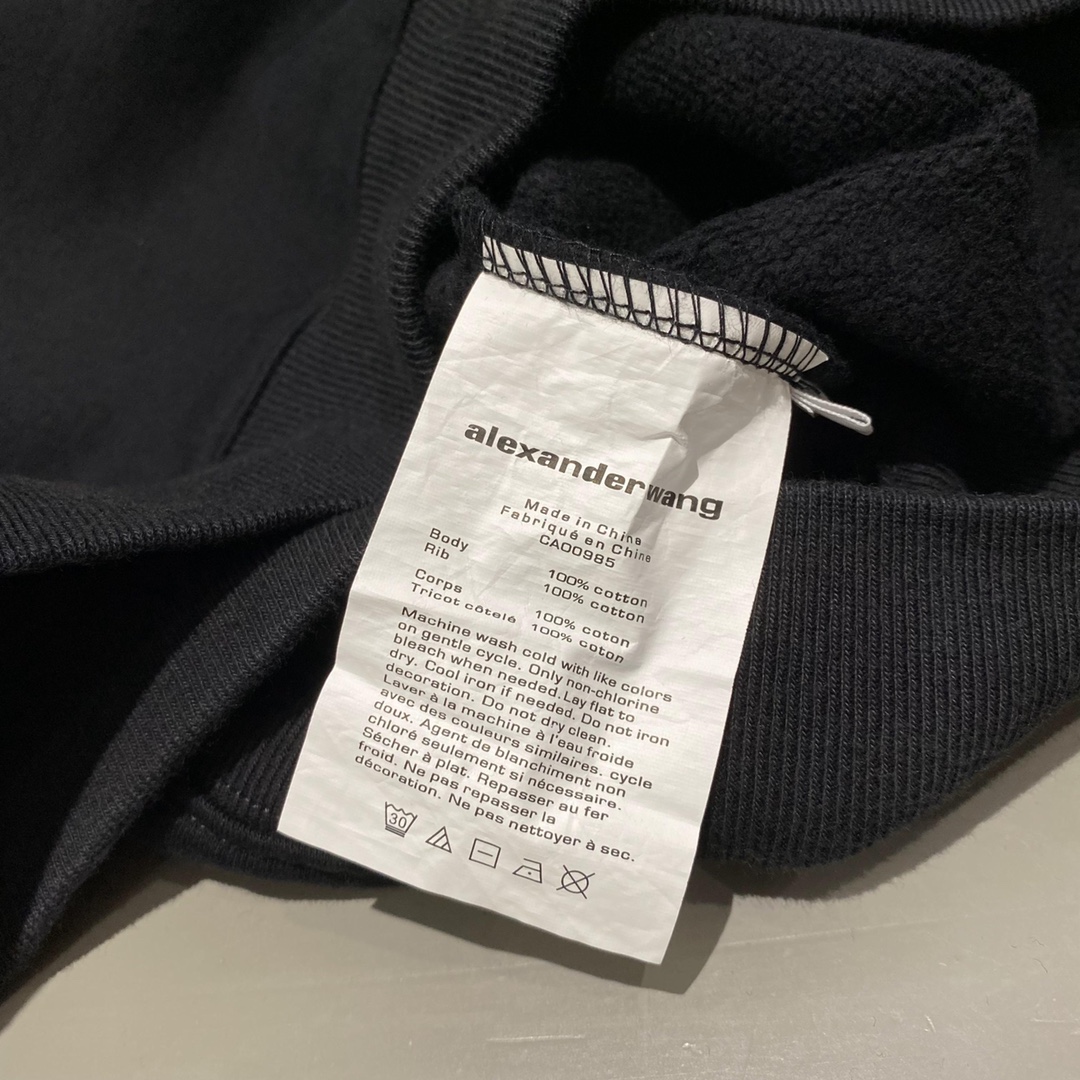 alexanderwang
Made in China
Fabriqué en Chine
CA00985
Body 100% cotton
Rib 100% cotton
Corps 100% coton
Tricot côtelé 100% coton
Machine wash cold with like colors
on gentle cycle. Only non-chlorine
bleach when needed. Lay flat to
dry. Cool iron if needed. Do not iron
decoration. Do not dry clean.
Laver à la machine à l'eau froide
avec des couleurs similaires. cycle
doux. Agent de blanchiment non
chloré seulement si nécessaire.
Sécher à plat. Repasser au fer
froid. Ne pas repasser la
décoration. Ne pas nettoyer à sec.
30